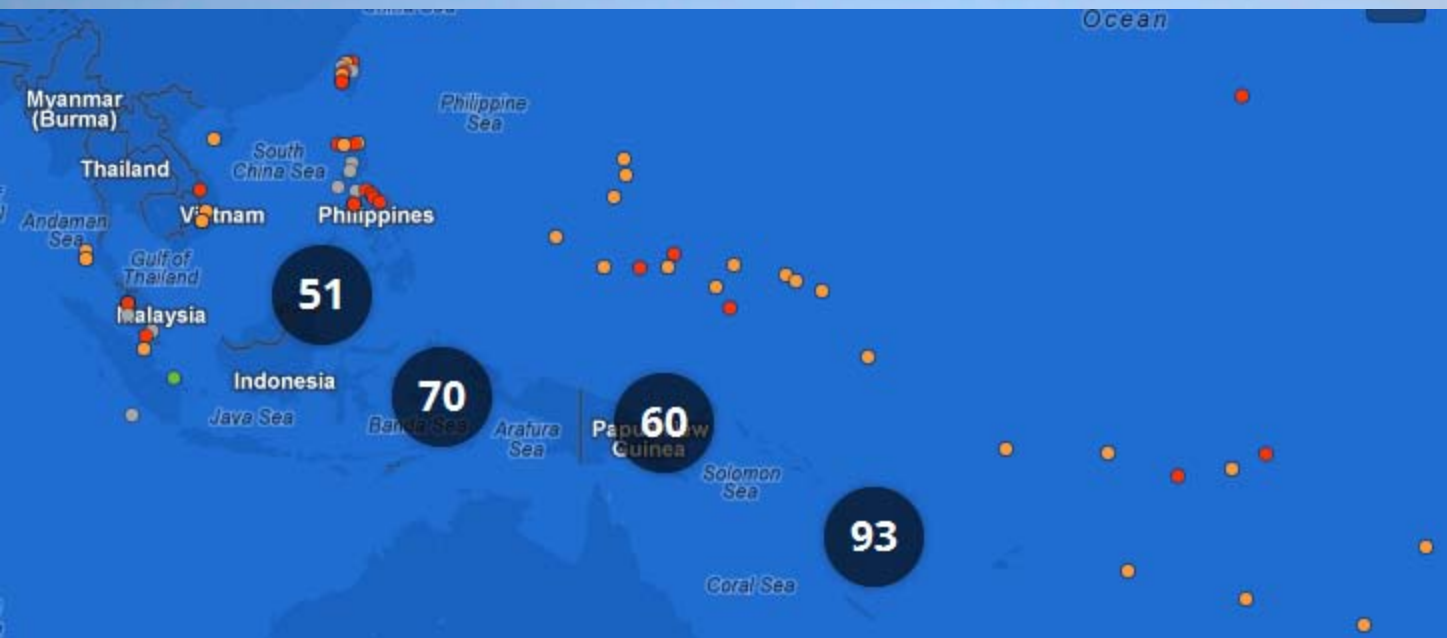 Ocean
Myanmar
(Burma)
Philippine
Sea
South
China Sea
Thailand
Vietnam
Philippines
Andaman
Sea
Gulf of
Thailand
51
Malaysia
Indonesia
70
60
Java Sea
Banda Sea
Arafura
Sea
Papua New
Guinea
Solomon
Sea
93
Coral Sea